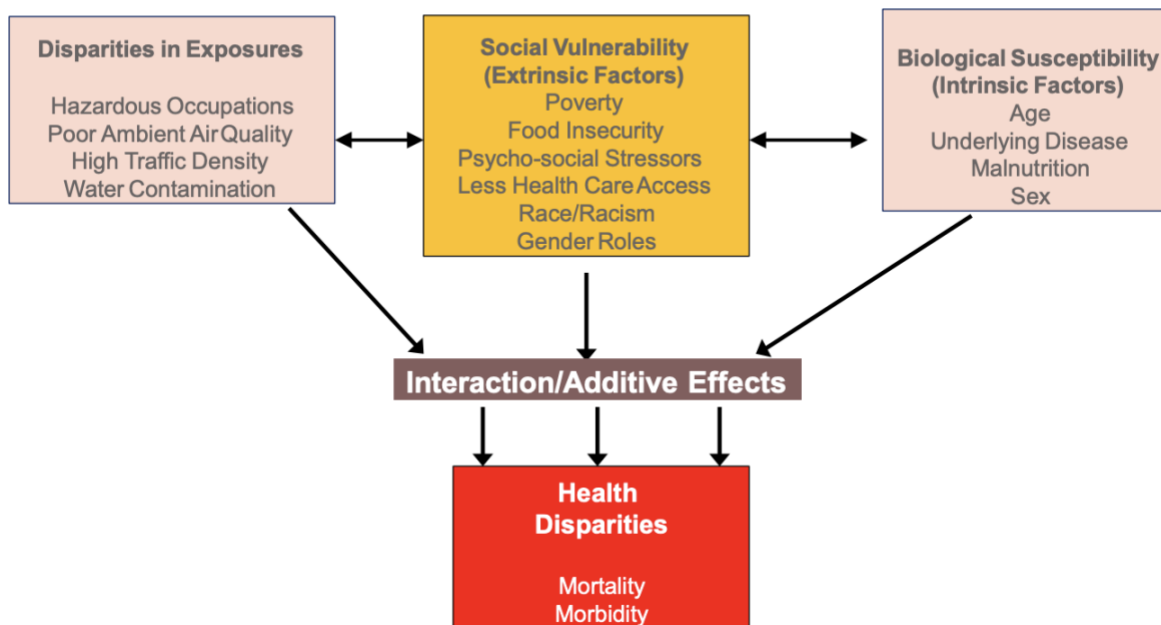 Disparities in Exposures
Hazardous Occupations
Poor Ambient Air Quality
High Traffic Density
Water Contamination
Social Vulnerability
(Extrinsic Factors)
Poverty
Food Insecurity
Psycho-social Stressors
Less Health Care Access
Race/Racism
Gender Roles
Biological Susceptibility
(Intrinsic Factors)
Age
Underlying Disease
Malnutrition
Sex
Interaction/Additive Effects
Health
Disparities
Mortality
Morbidity